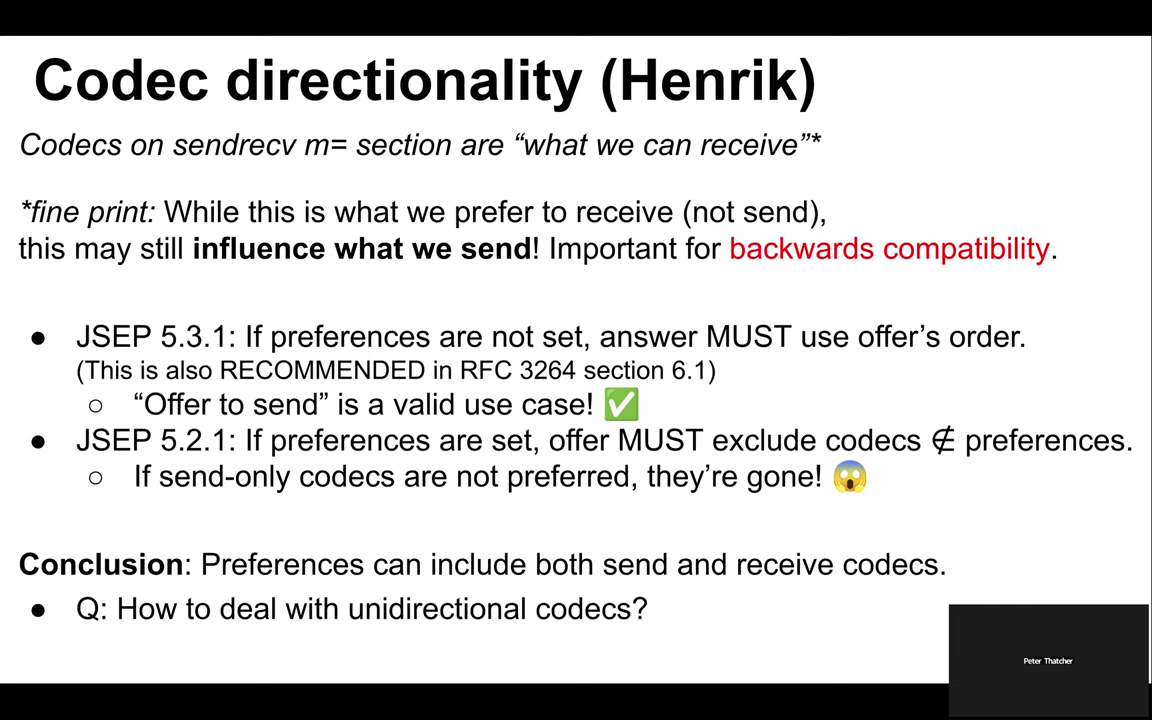 Codec directionality (Henrik)
Codecs on sendrecv m= section are “what we can receive”*
*fine print: While this is what we prefer to receive (not send),
this may still influence what we send! Important for backwards compatibility.
● JSEP 5.3.1: If preferences are not set, answer MUST use offer’s order.
(This is also RECOMMENDED in RFC 3264 section 6.1)
○ “Offer to send” is a valid use case! ✅
● JSEP 5.2.1: If preferences are set, offer MUST exclude codecs ∉ preferences.
○ If send-only codecs are not preferred, they’re gone! 😱
Conclusion: Preferences can include both send and receive codecs.
● Q: How to deal with unidirectional codecs?
Peter Thatcher